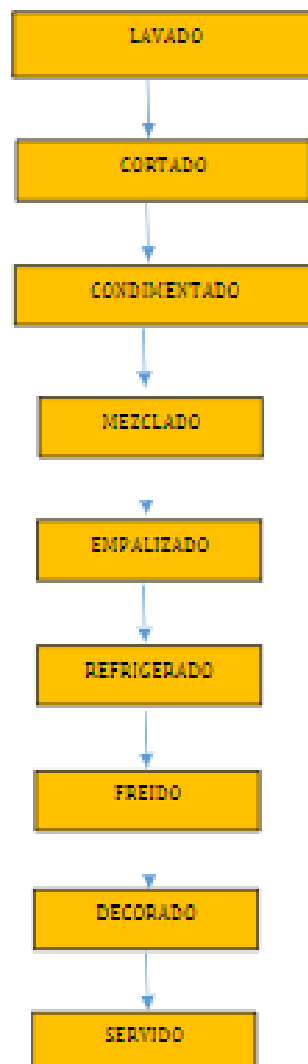 LAVADO
CORTADO
CONDIMENTADO
MEZCLADO
EMPALIZADO
REFRIGERADO
FREIDO
DECORADO
SERVIDO